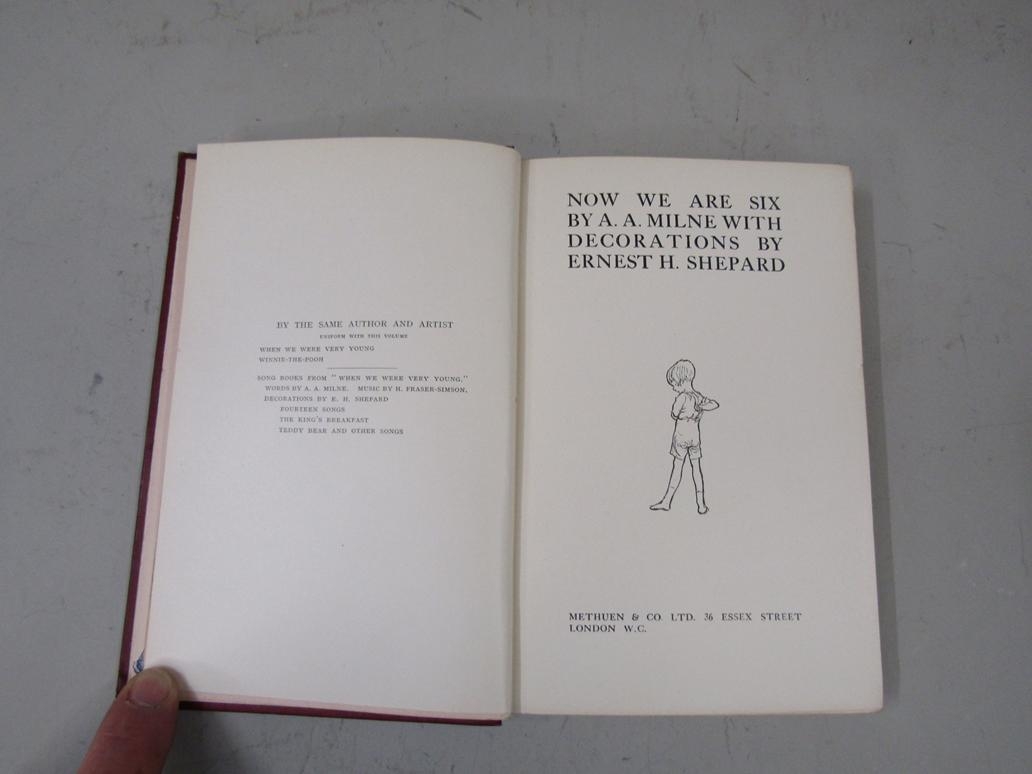 BY THE SAME AUTHOR AND ARTIST
UNIFORM WITH THIS VOLUME
WHEN WE WERE VERY YOUNG
WINNIE-THE-POOH
SONG BOOKS FROM "WHEN WE WERE VERY YOUNG,"
WORDS BY A. A. MILNE. MUSIC BY H. FRASER-SIMSON,
DECORATIONS BY E. H. SHEPARD
FOURTEEN SONGS
THE KING'S BREAKFAST
TEDDY BEAR AND OTHER SONGS
NOW WE ARE SIX
BY A. A. MILNE WITH
DECORATIONS BY
ERNEST H. SHEPARD
METHUEN & CO. LTD. 36 ESSEX STREET
LONDON W.C.